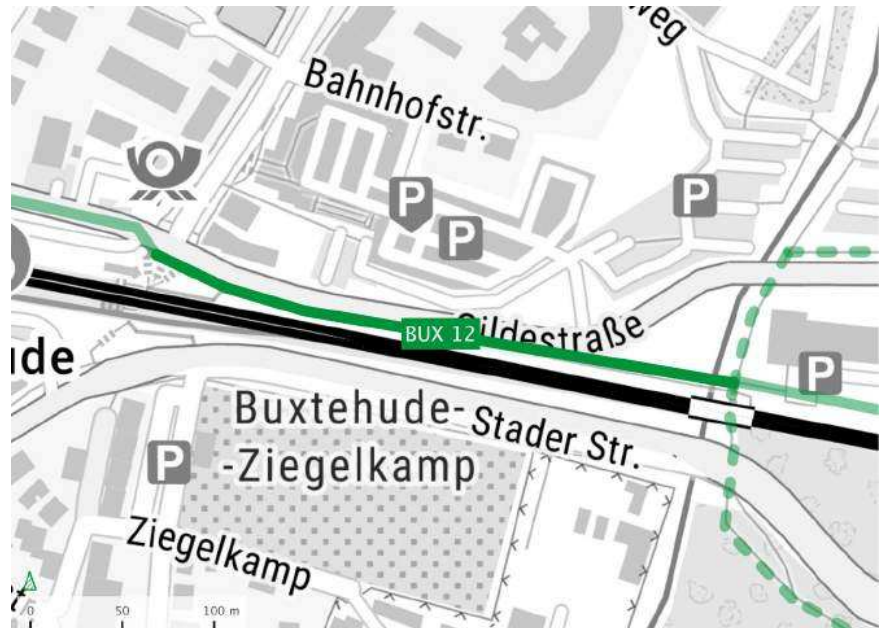 weg
Bahnhofstr.
P
P
P
BUX 12
Gildestraße
ude
P
Buxtehude-
-Ziegelkamp
Stader Str.
P
Ziegelkamp
0
50
100 m